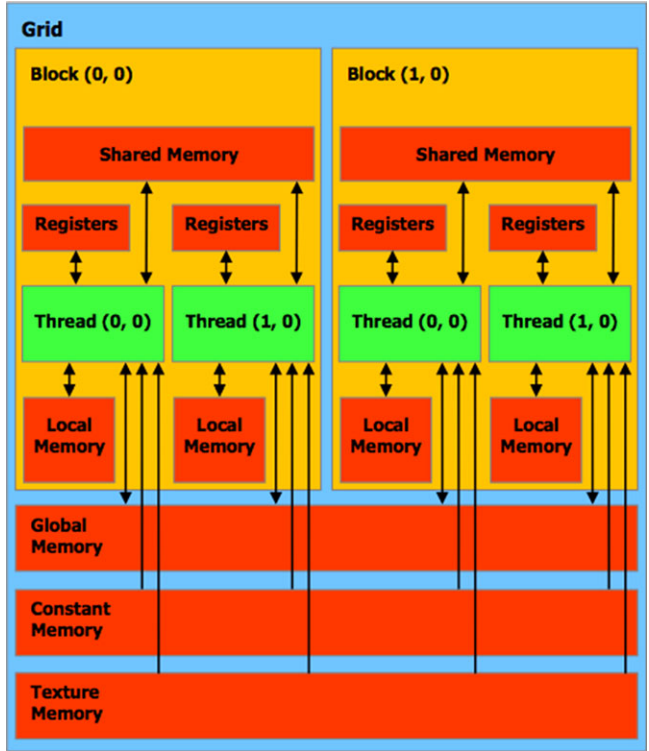 Grid
Block (0, 0)
Block (1, 0)
Shared Memory
Shared Memory
Registers
Registers
Registers
Registers
Thread (0, 0)
Thread (1, 0)
Thread (0, 0)
Thread (1, 0)
Local
Memory
Local
Memory
Local
Memory
Local
Memory
Global
Memory
Constant
Memory
Texture
Memory